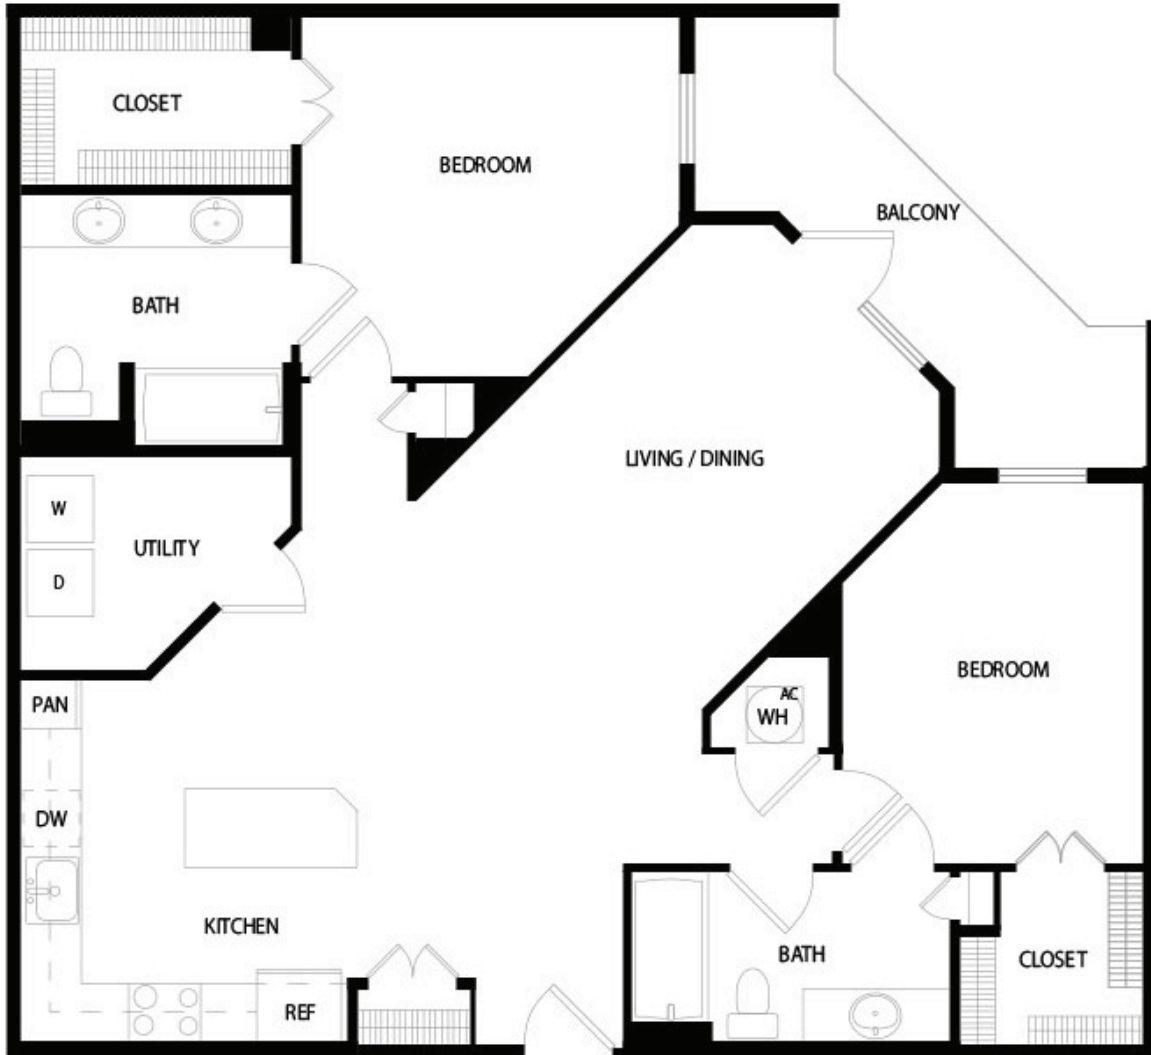 CLOSET
BEDROOM
BALCONY
BATH
LIVING / DINING
W
UTILITY
D
BEDROOM
PAN
AC
WH
DW
KITCHEN
BATH
CLOSET
REF